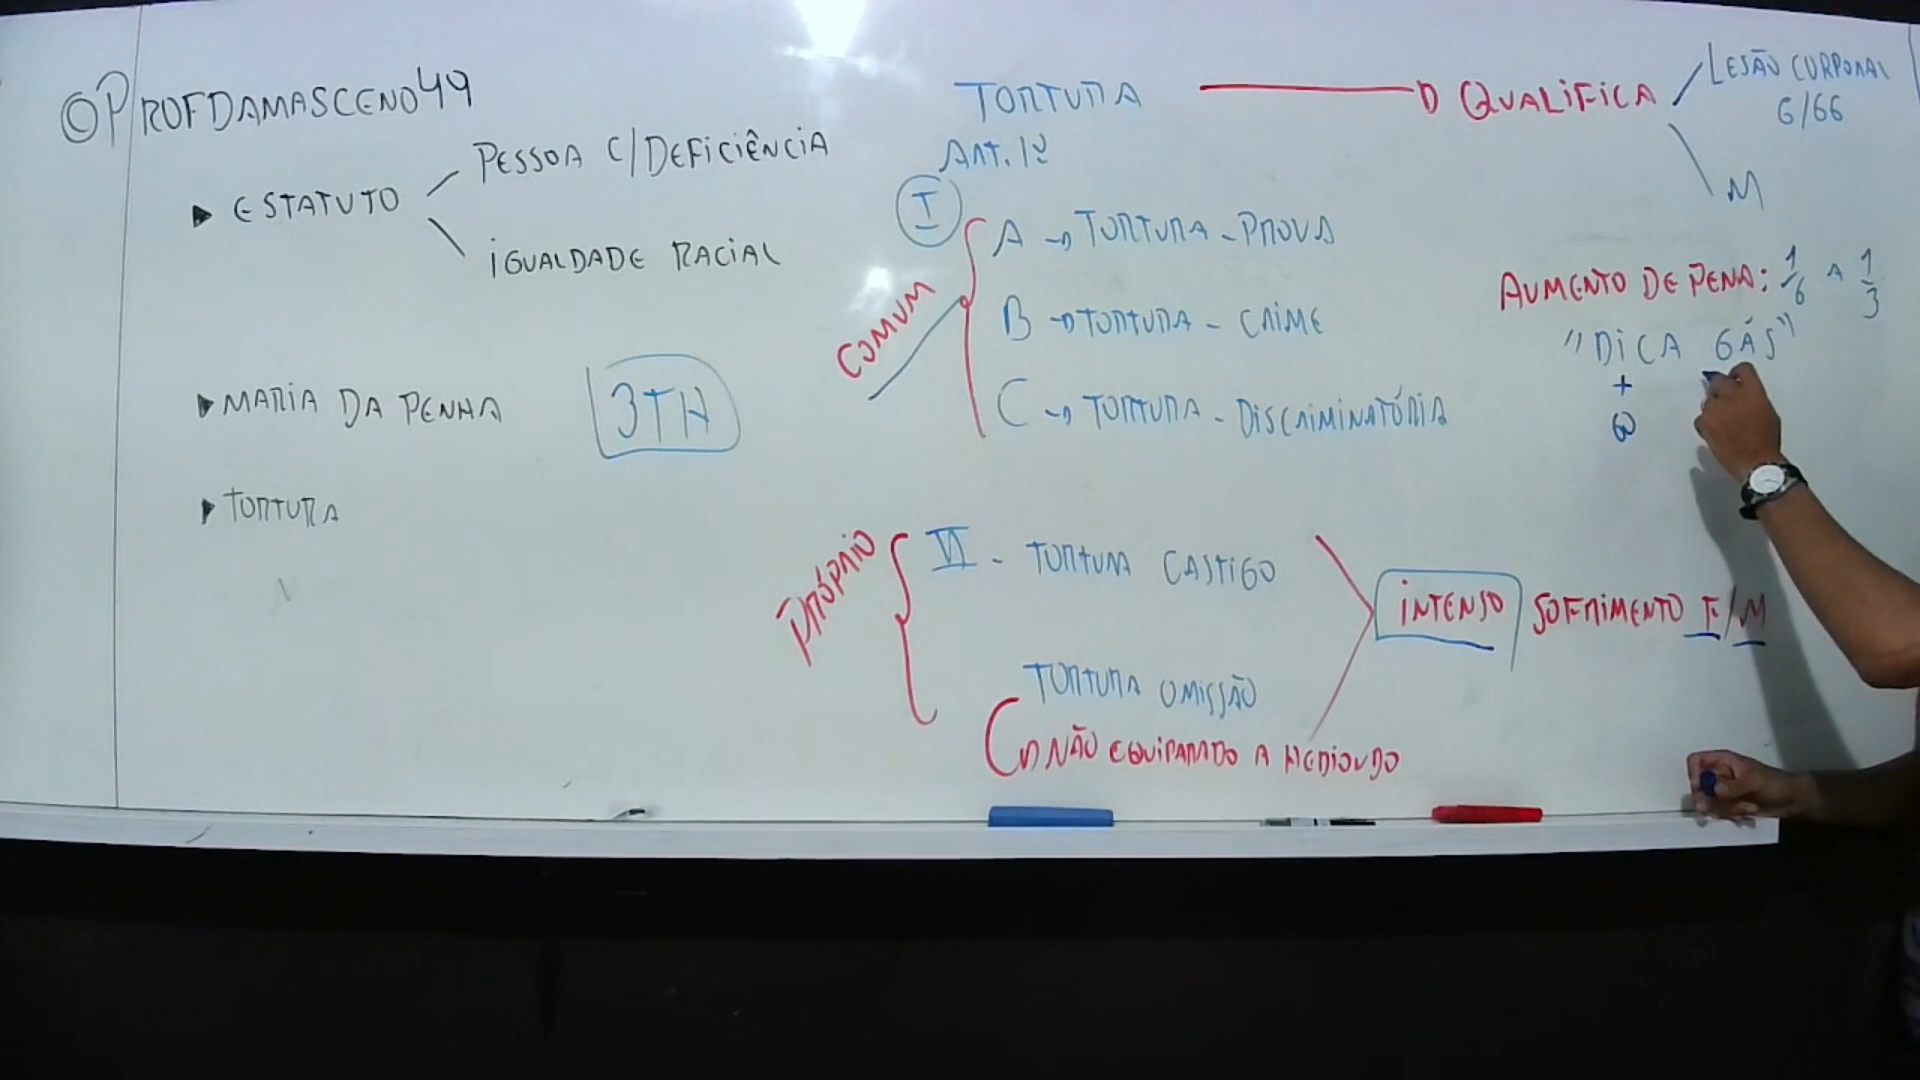 @PROFDAMASCENO49
▶ ESTATUTO
PESSOA C/DEFICIÊNCIA
IGUALDADE RACIAL
▶ MARIA DA PENHA
3TH
▶ TORTURA
TORTURA
QUALIFICA
LESÃO CORPORAL
G/GG
M
ART. 1º
I
COMUM
A → TORTURA - PROVA
B → TORTURA - CRIME
C → TORTURA - DISCRIMINATÓRIA
AUMENTO DE PENA: 1/6 A 1/3
"DICA GÁS"
+
60
PRÓPRIO
II - TORTURA CASTIGO
TORTURA OMISSÃO
NÃO EQUIPARADO A HEDIONDO
INTENSO SOFRIMENTO F/M